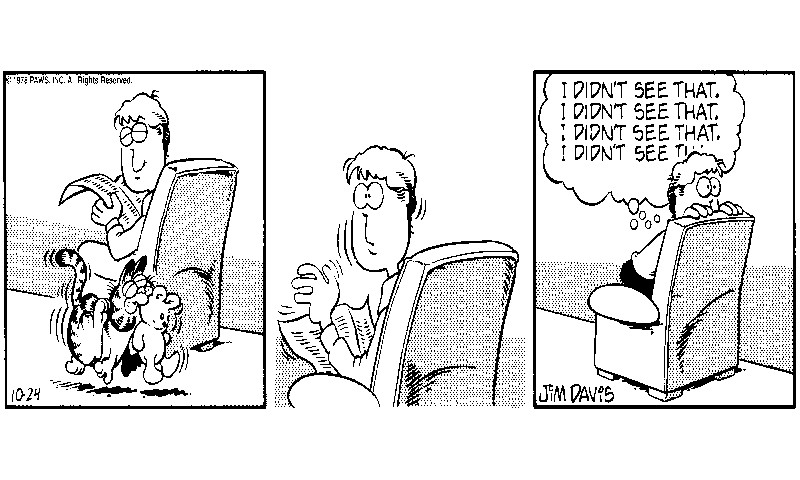 © 1978 PAWS, INC. All Rights Reserved.
10-24
I DIDN'T SEE THAT.
I DIDN'T SEE THAT.
I DIDN'T SEE THAT.
I DIDN'T SEE
JIM DAVIS